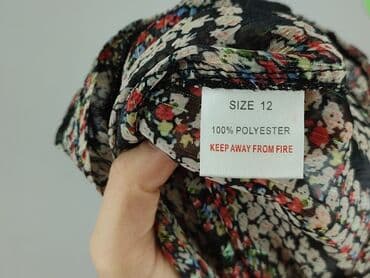 SIZE 12
100% POLYESTER
KEEP AWAY FROM FIRE